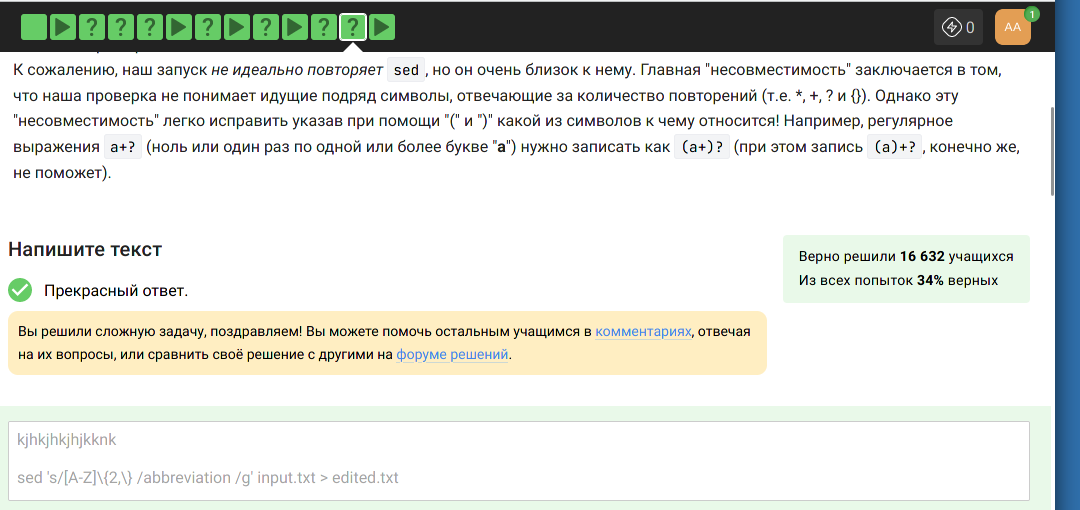 ? ? ? ? ? ? ?
0
AA
1
К сожалению, наш запуск не идеально повторяет sed , но он очень близок к нему. Главная "несовместимость" заключается в том,
что наша проверка не понимает идущие подряд символы, отвечающие за количество повторений (т.е. *, +, ? и {}). Однако эту
"несовместимость" легко исправить указав при помощи "(" и ")" какой из символов к чему относится! Например, регулярное
выражения a+? (ноль или один раз по одной или более букве "a") нужно записать как (a+)? (при этом запись (a)+? , конечно же,
не поможет).
Напишите текст
Верно решили 16 632 учащихся
Из всех попыток 34% верных
Прекрасный ответ.
Вы решили сложную задачу, поздравляем! Вы можете помочь остальным учащимся в комментариях, отвечая
на их вопросы, или сравнить своё решение с другими на форуме решений.
kjhkjhkjhjkknk
sed 's/[A-Z]\{2,\} /abbreviation /g' input.txt > edited.txt